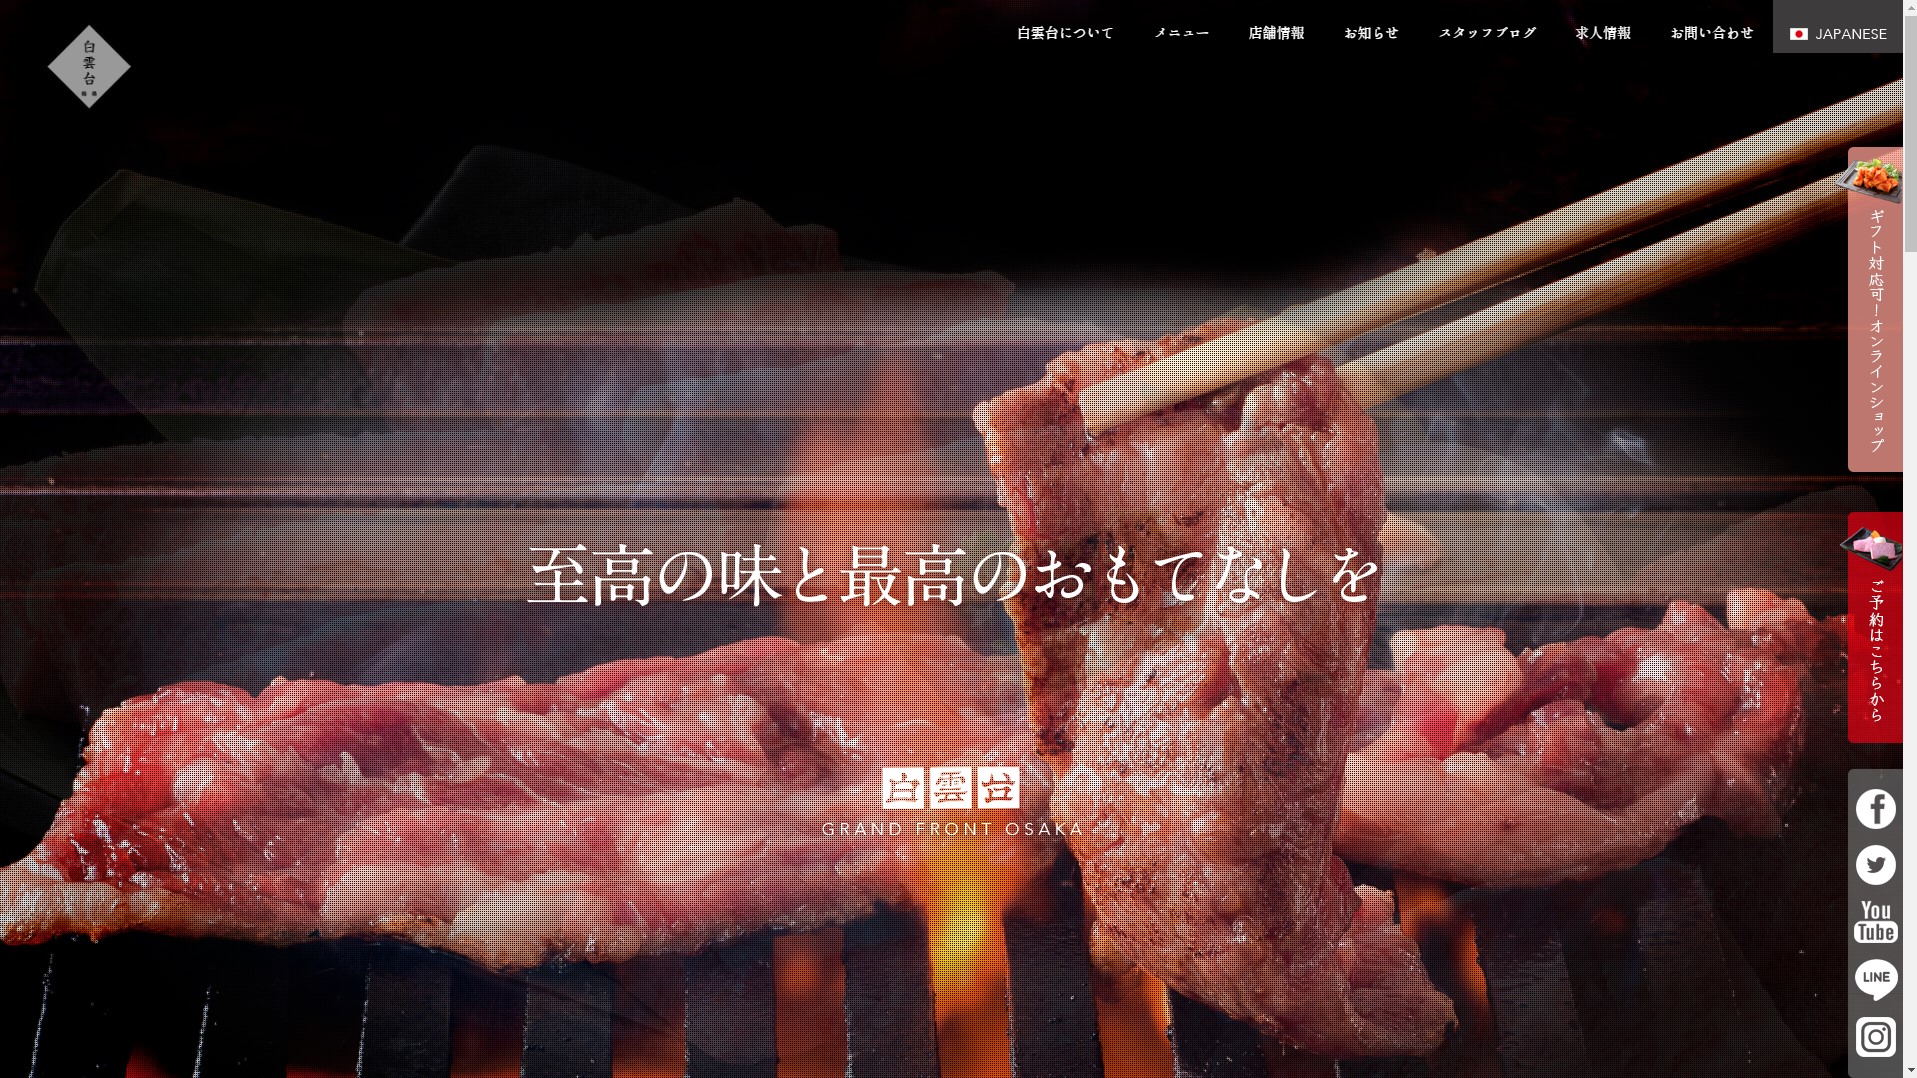 白雲台
白雲台について
メニュー
店舗情報
お知らせ
スタッフブログ
求人情報
お問い合わせ
JAPANESE
ギフト対応可！オンラインショップ
至高の味と最高のおもてなしを
ご予約はこちらから
白雲台
GRAND FRONT OSAKA
You
Tube
LINE